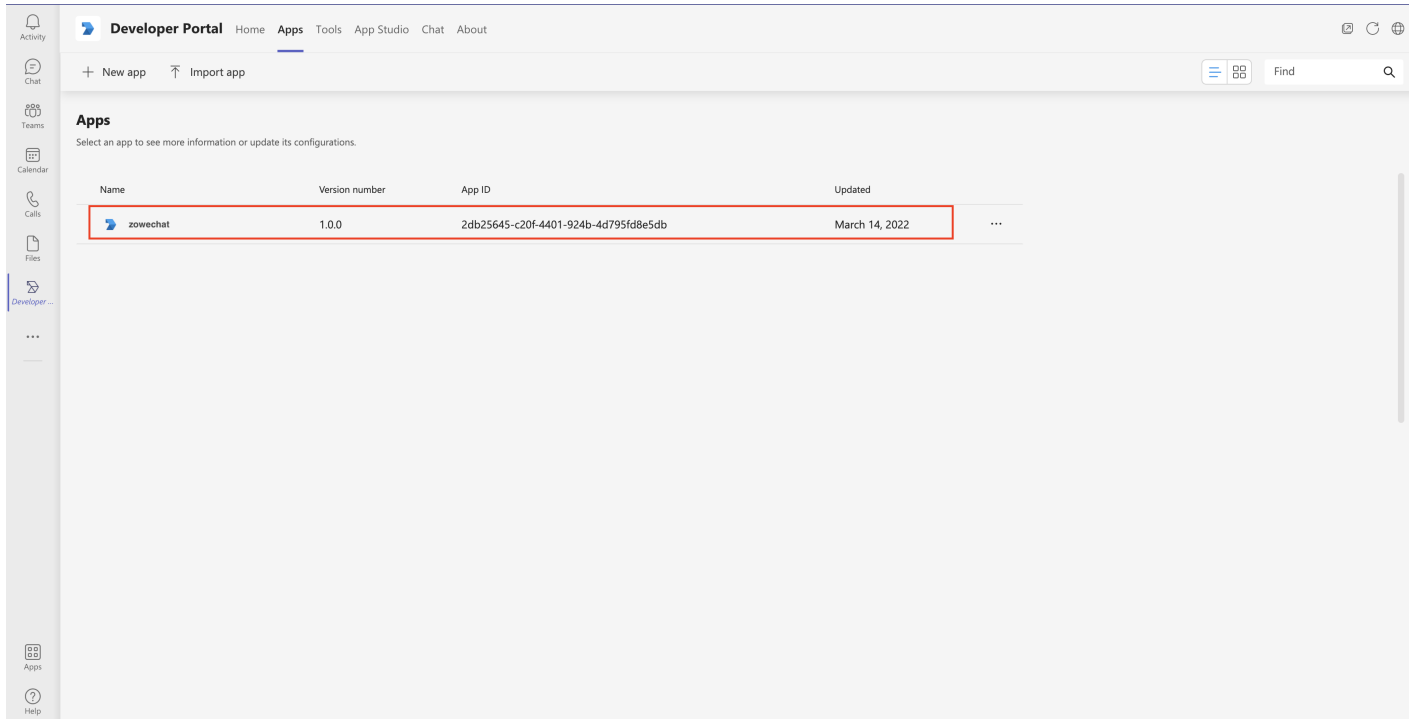 Activity
Chat
Teams
Calendar
Calls
Files
Developer ...
Apps
Help
Developer Portal Home Apps Tools App Studio Chat About
New app Import app Find
Apps
Select an app to see more information or update its configurations.
Name Version number App ID Updated
zowechat 1.0.0 2db25645-c20f-4401-924b-4d795fd8e5db March 14, 2022